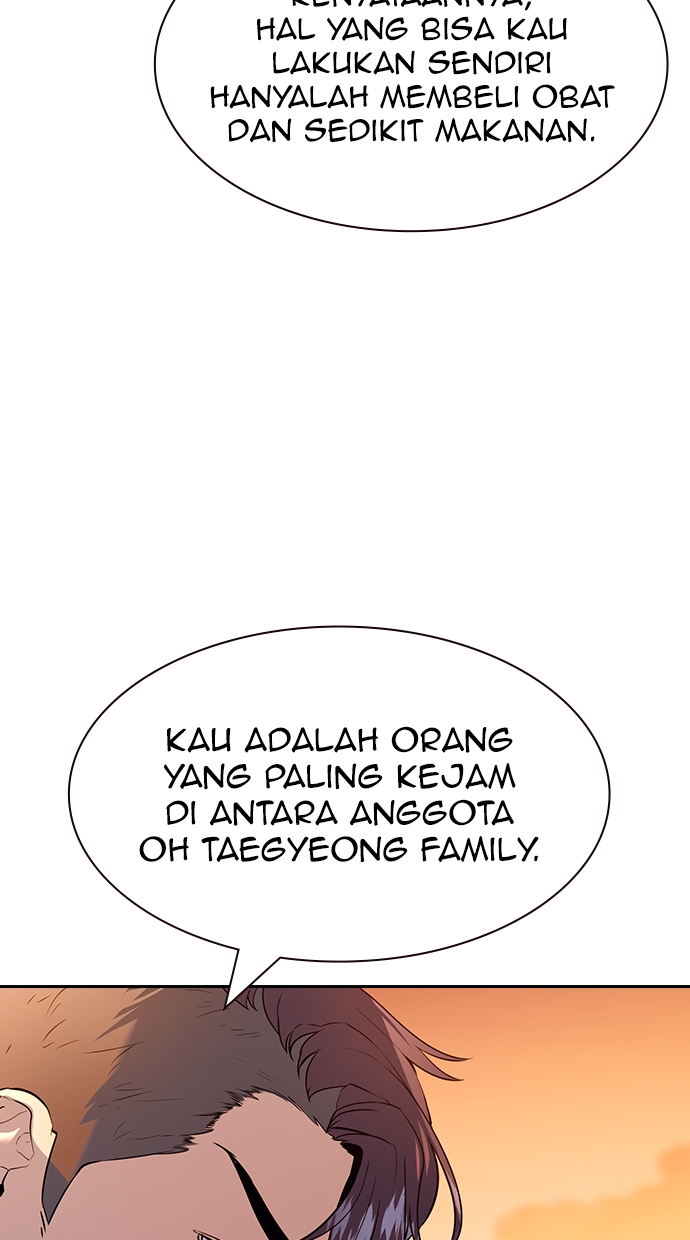 KENYATAANNYA,
HAL YANG BISA KAU
LAKUKAN SENDIRI
HANYALAH MEMBELI OBAT
DAN SEDIKIT MAKANAN.
KAU ADALAH ORANG
YANG PALING KEJAM
DI ANTARA ANGGOTA
OH TAEGYEONG FAMILY.